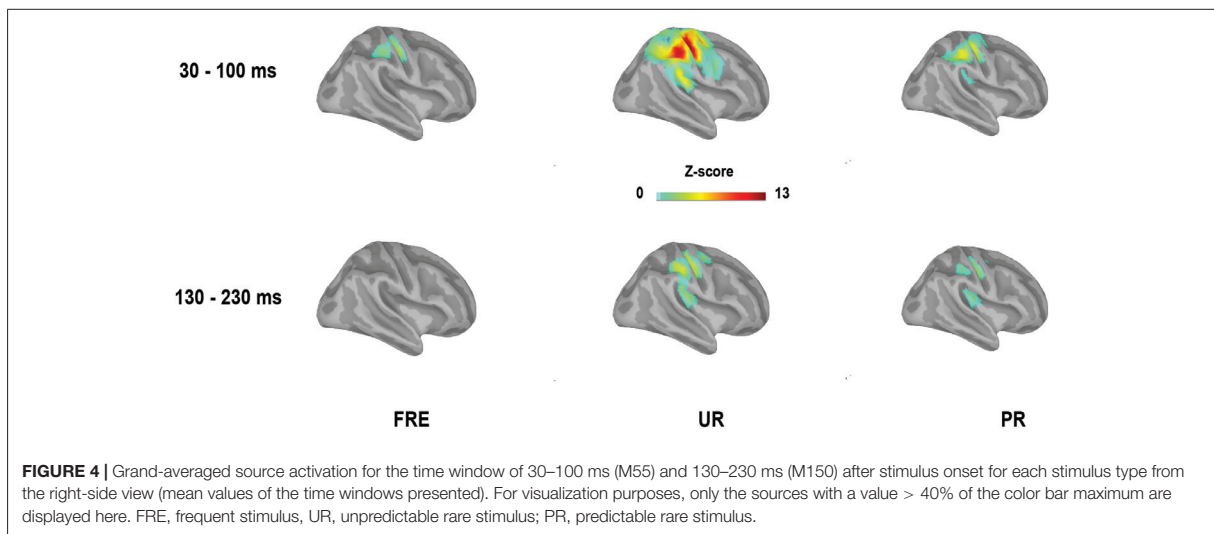 30 - 100 ms
Z-score
0 13
130 - 230 ms
FRE UR PR
FIGURE 4 | Grand-averaged source activation for the time window of 30–100 ms (M55) and 130–230 ms (M150) after stimulus onset for each stimulus type from
the right-side view (mean values of the time windows presented). For visualization purposes, only the sources with a value > 40% of the color bar maximum are
displayed here. FRE, frequent stimulus, UR, unpredictable rare stimulus; PR, predictable rare stimulus.